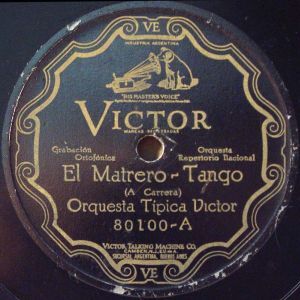 VE
INDUSTRIA ARGENTINA
"HIS MASTER'S VOICE"
VICTOR
MARCAS REGISTRADAS
Grabación Ortofónica
Orquesta Repertorio Nacional
El Matrero - Tango
(A Carrera)
Orquesta Típica Victor
80100-A
VICTOR TALKING MACHINE CO.
CAMDEN, N.J., E.U. de A.
SUCURSAL ARGENTINA, BUENOS AIRES
VE